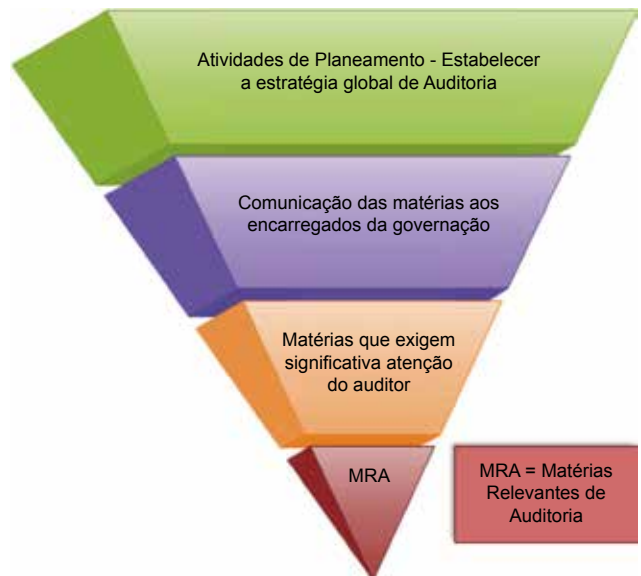 Atividades de Planeamento - Estabelecer
a estratégia global de Auditoria
Comunicação das matérias aos
encarregados da governação
Matérias que exigem
significativa atenção
do auditor
MRA
MRA = Matérias
Relevantes de
Auditoria